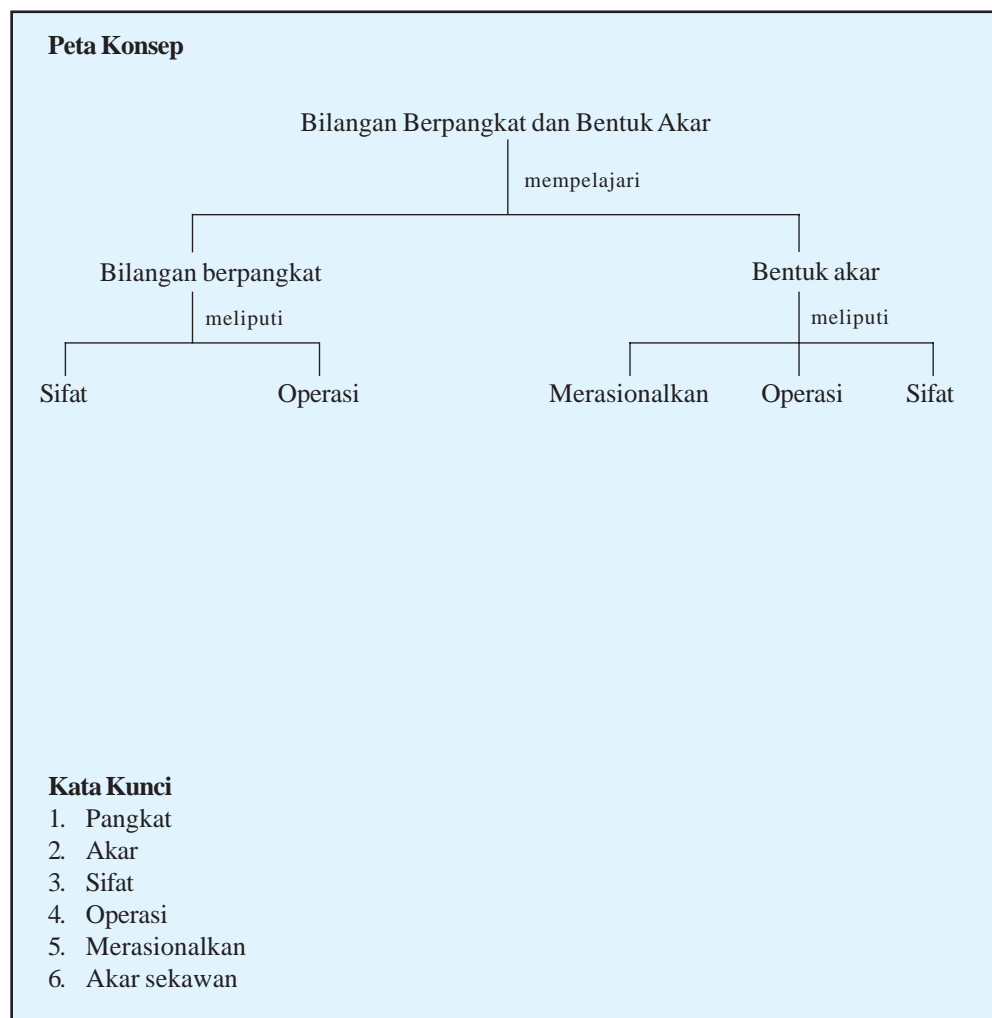 Peta Konsep
Bilangan Berpangkat dan Bentuk Akar
mempelajari
Bilangan berpangkat
Bentuk akar
meliputi
meliputi
Sifat
Operasi
Merasionalkan
Operasi
Sifat
Kata Kunci
1. Pangkat
2. Akar
3. Sifat
4. Operasi
5. Merasionalkan
6. Akar sekawan